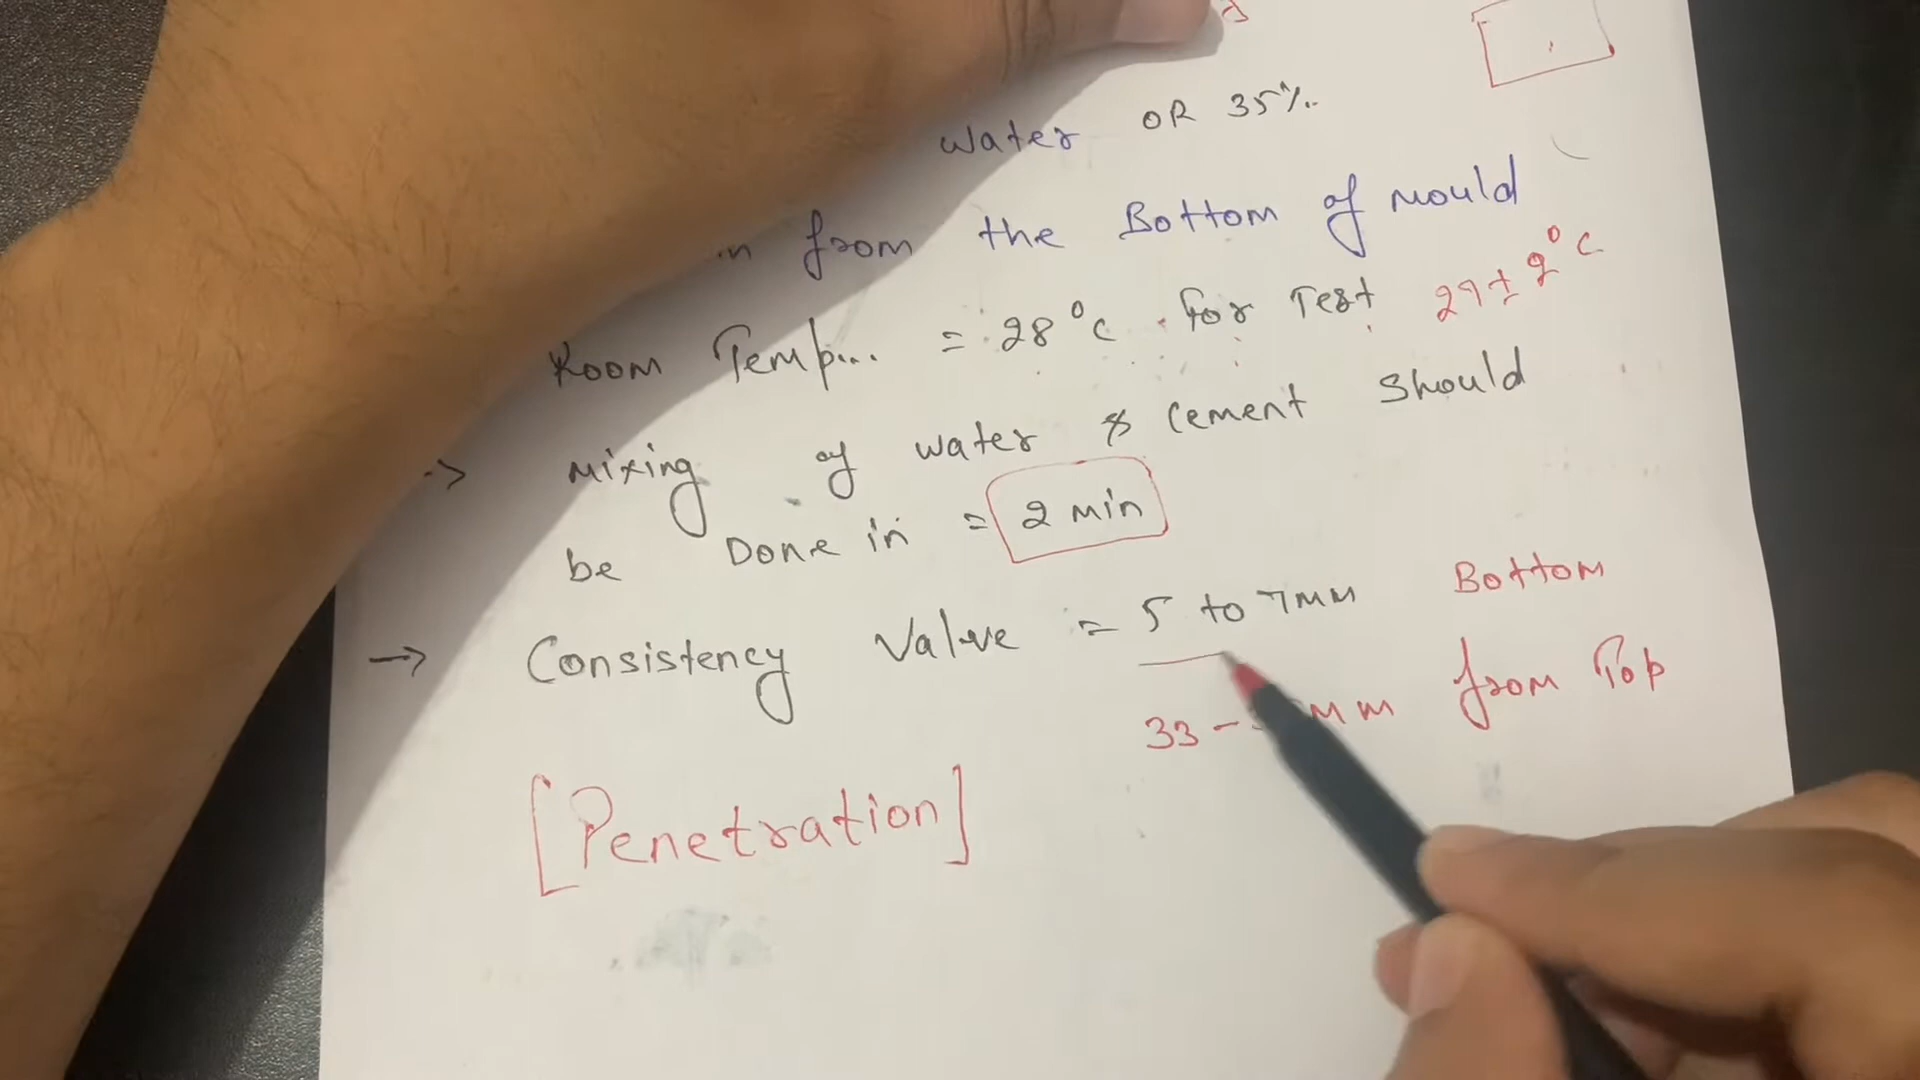 water OR 35%.
from the Bottom of mould
Room Temp... = 28°c for Test 27± 2°c
-> mixing of water & cement should
be Done in = 2 min
-> Consistency Value = 5 to 7mm Bottom
33 - mm from Top
[Penetration]